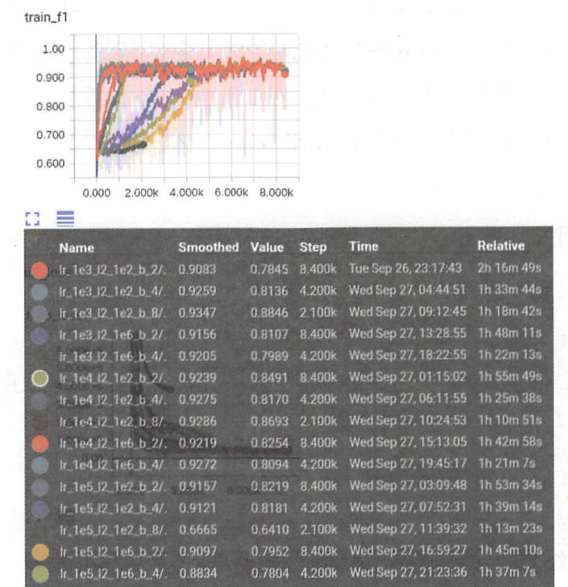 train_f1
1.00
0.900
0.800
0.700
0.600
0.000 2.000k 4.000k 6.000k 8.000k
Name Smoothed Value Step Time Relative
lr_1e3_l2_1e2_b_2/. 0.9083 0.7845 8.400k Tue Sep 26, 23:17:43 2h 16m 49s
lr_1e3_l2_1e2_b_4/. 0.9259 0.8136 4.200k Wed Sep 27, 04:44:51 1h 33m 44s
lr_1e3_l2_1e2_b_8/. 0.9347 0.8846 2.100k Wed Sep 27, 09:12:45 1h 18m 42s
lr_1e3_l2_1e6_b_2/. 0.9156 0.8107 8.400k Wed Sep 27, 13:28:55 1h 48m 11s
lr_1e3_l2_1e6_b_4/. 0.9205 0.7989 4.200k Wed Sep 27, 18:22:55 1h 22m 13s
lr_1e4_l2_1e2_b_2/. 0.9239 0.8491 8.400k Wed Sep 27, 01:15:02 1h 55m 49s
lr_1e4_l2_1e2_b_4/. 0.9275 0.8170 4.200k Wed Sep 27, 06:11:55 1h 25m 38s
lr_1e4_l2_1e2_b_8/. 0.9286 0.8693 2.100k Wed Sep 27, 10:24:53 1h 10m 51s
lr_1e4_l2_1e6_b_2/. 0.9219 0.8254 8.400k Wed Sep 27, 15:13:05 1h 42m 58s
lr_1e4_l2_1e6_b_4/. 0.9272 0.8094 4.200k Wed Sep 27, 19:45:17 1h 21m 7s
lr_1e5_l2_1e2_b_2/. 0.9157 0.8219 8.400k Wed Sep 27, 03:09:48 1h 53m 34s
lr_1e5_l2_1e2_b_4/. 0.9121 0.8181 4.200k Wed Sep 27, 07:52:31 1h 39m 14s
lr_1e5_l2_1e2_b_8/. 0.6665 0.6410 2.100k Wed Sep 27, 11:39:32 1h 13m 23s
lr_1e5_l2_1e6_b_2/. 0.9097 0.7952 8.400k Wed Sep 27, 16:59:27 1h 45m 10s
lr_1e5_l2_1e6_b_4/. 0.8834 0.7804 4.200k Wed Sep 27, 21:23:36 1h 37m 7s